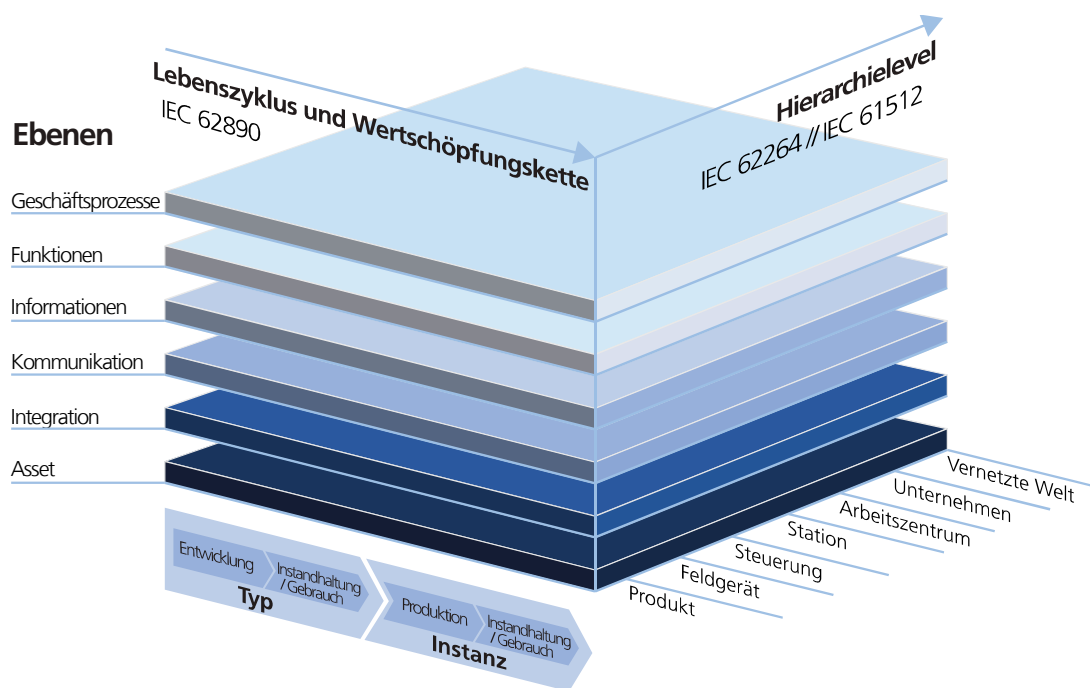 Lebenszyklus und Wertschöpfungskette
IEC 62890
Hierarchielevel
IEC 62264 // IEC 61512
Ebenen
Geschäftsprozesse
Funktionen
Informationen
Kommunikation
Integration
Asset
Vernetzte Welt
Unternehmen
Arbeitszentrum
Station
Steuerung
Feldgerät
Produkt
Entwicklung
Instandhaltung
/Gebrauch
Typ
Produktion
Instandhaltung
/Gebrauch
Instanz